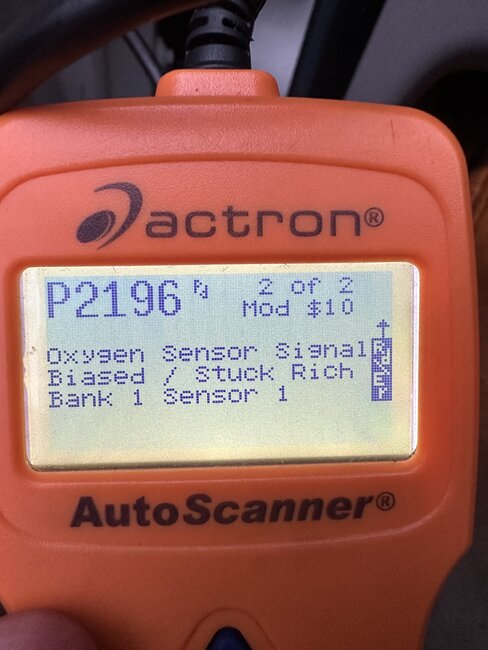 actron®
P2196 2 of 2
Mod $10
Oxygen Sensor Signal
Biased / Stuck Rich
Bank 1 Sensor 1
AutoScanner®